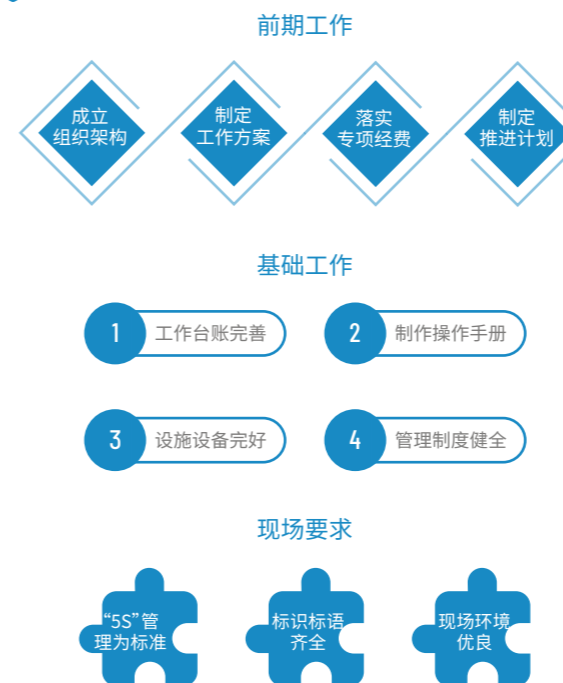 前期工作
成立
组织架构
制定
工作方案
落实
专项经费
制定
推进计划
基础工作
1 工作台账完善
2 制作操作手册
3 设施设备完好
4 管理制度健全
现场要求
“5S”管
理为标准
标识标语
齐全
现场环境
优良